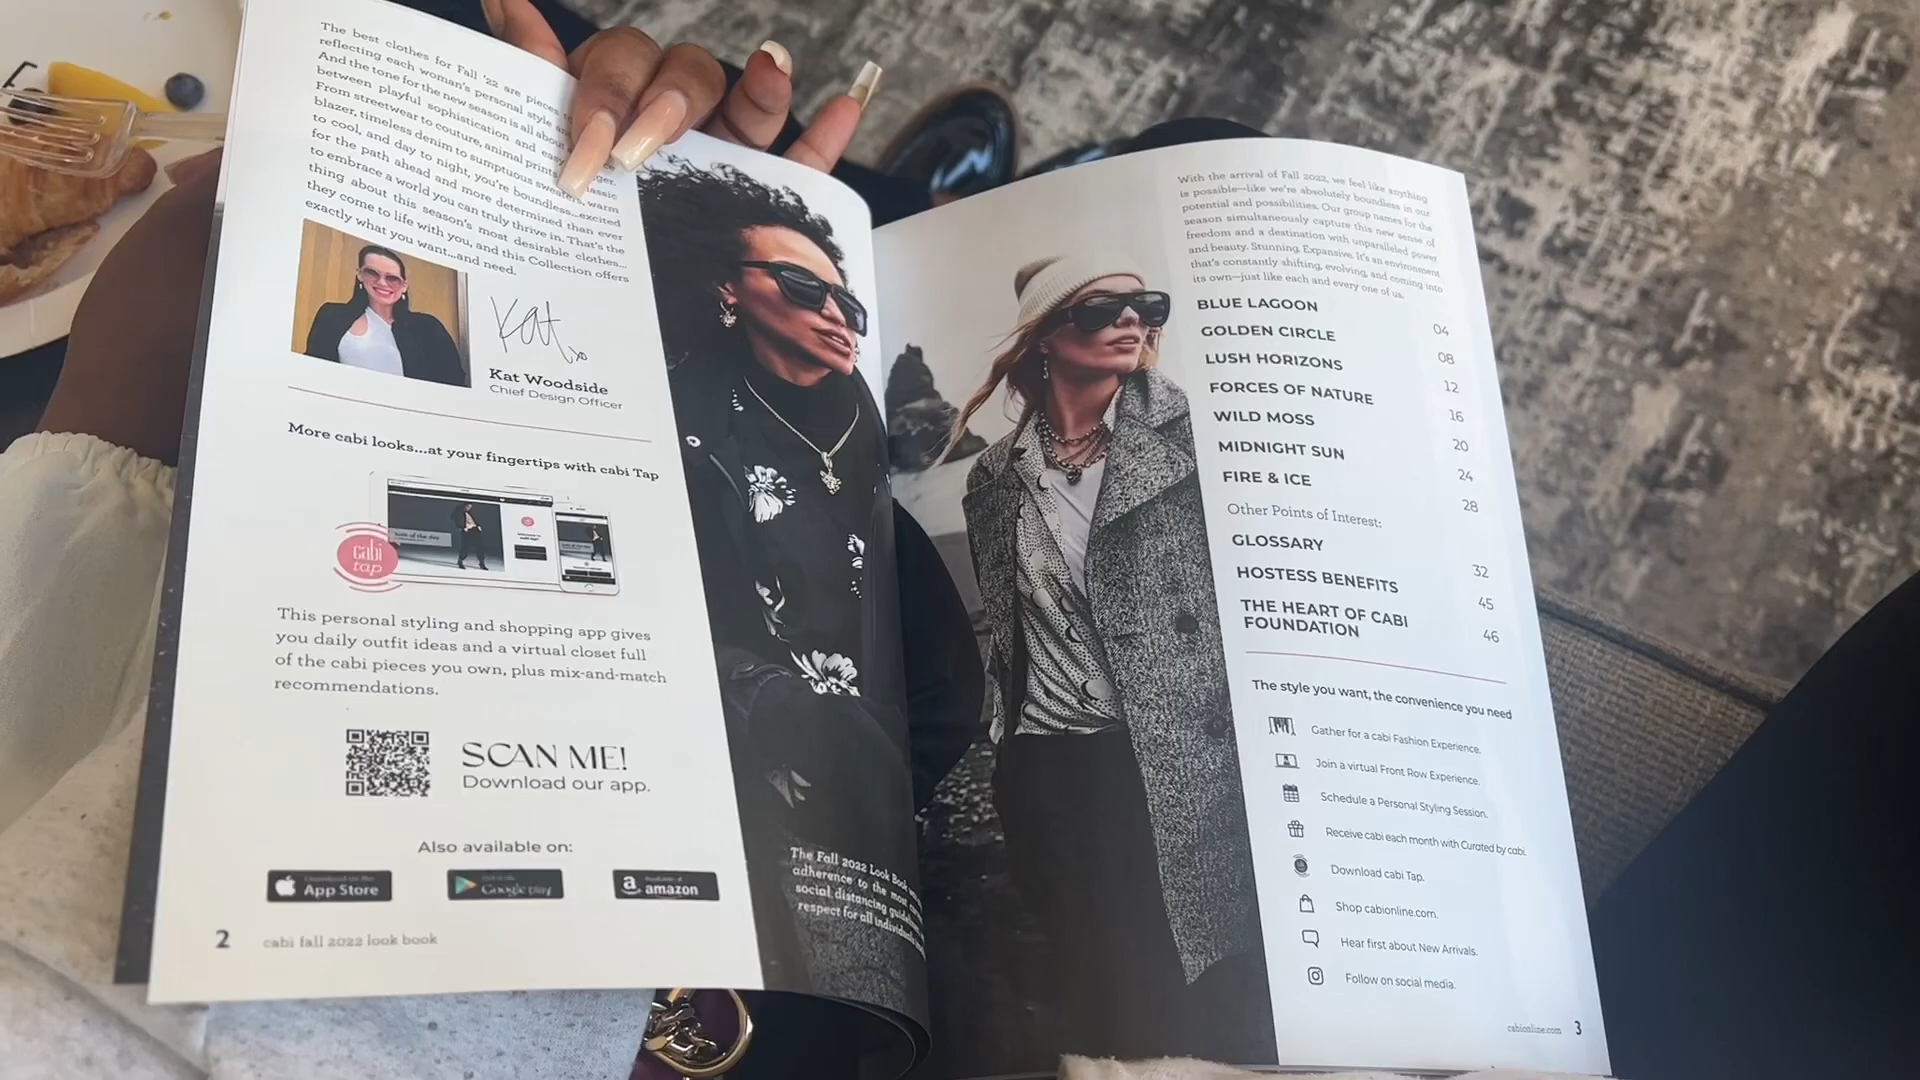 The best clothes for Fall '22 are pieces
reflecting each woman's personal style
And the tone for the new season is all about
between playful sophistication and easy
From streetwear to couture, animal prints
blazer, timeless denim to sumptuous sweaters, warm
to cool, and day to night, you're boundless...excited
for the path ahead and more determined than ever
to embrace a world you can truly thrive in. That's the
thing about this season's most desirable clothes...
they come to life with you, and this Collection offers
exactly what you want...and need.
Kat xo
Kat Woodside
Chief Design Officer
More cabi looks...at your fingertips with cabi Tap
cabi
tap
This personal styling and shopping app gives
you daily outfit ideas and a virtual closet full
of the cabi pieces you own, plus mix-and-match
recommendations.
SCAN ME!
Download our app.
Also available on:
App Store
Google play
amazon
2 cabi fall 2022 look book
The Fall 2022 Look Book
adherence to the most
social distancing
respect for all individuals
With the arrival of Fall 2022, we feel like anything
is possible—like we're absolutely boundless in our
potential and possibilities. Our group names for the
season simultaneously capture this new sense of
freedom and a destination with unparalleled power
and beauty. Stunning. Expansive. It's an environment
that's constantly shifting, evolving, and coming into
its own—just like each and every one of us.
BLUE LAGOON 04
GOLDEN CIRCLE 08
LUSH HORIZONS 12
FORCES OF NATURE 16
WILD MOSS 20
MIDNIGHT SUN 24
FIRE & ICE 28
Other Points of Interest:
GLOSSARY 32
HOSTESS BENEFITS 45
THE HEART OF CABI
FOUNDATION 46
The style you want, the convenience you need
Gather for a cabi Fashion Experience.
Join a virtual Front Row Experience.
Schedule a Personal Styling Session.
Receive cabi each month with Curated by cabi.
Download cabi Tap.
Shop cabionline.com.
Hear first about New Arrivals.
Follow on social media.
cabionline.com 3